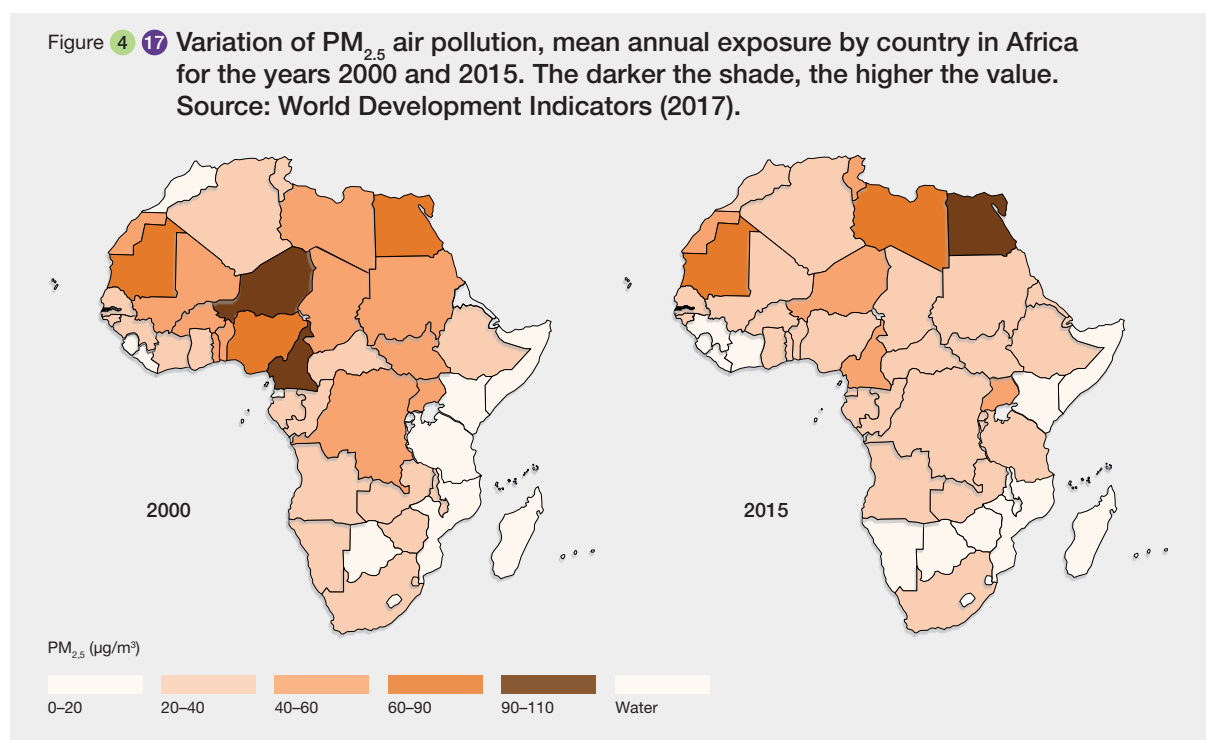 Figure 4 17 Variation of PM2.5 air pollution, mean annual exposure by country in Africa
for the years 2000 and 2015. The darker the shade, the higher the value.
Source: World Development Indicators (2017).
2000
2015
PM2,5 (µg/m³)
0–20 20–40 40–60 60–90 90–110 Water